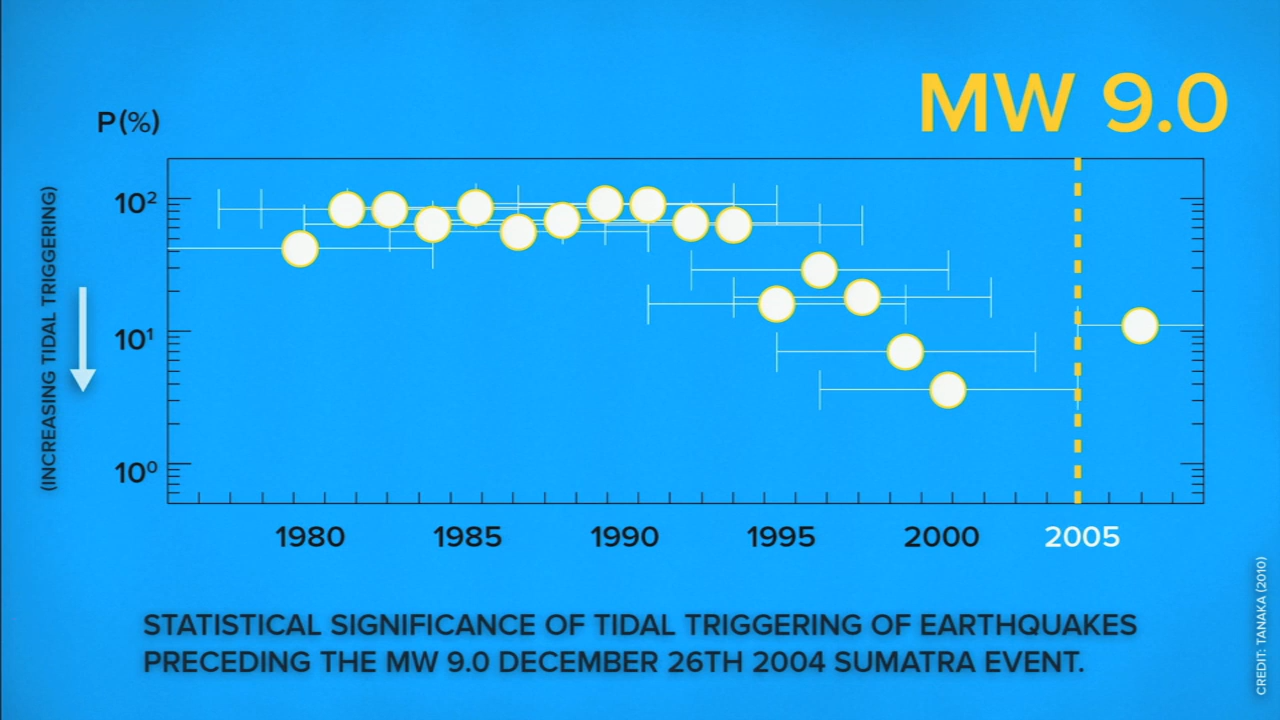 MW 9.0
P(%)
(INCREASING TIDAL TRIGGERING)
10²
10¹
10⁰
1980 1985 1990 1995 2000 2005
STATISTICAL SIGNIFICANCE OF TIDAL TRIGGERING OF EARTHQUAKES
PRECEDING THE MW 9.0 DECEMBER 26TH 2004 SUMATRA EVENT.
CREDIT: TANAKA (2010)